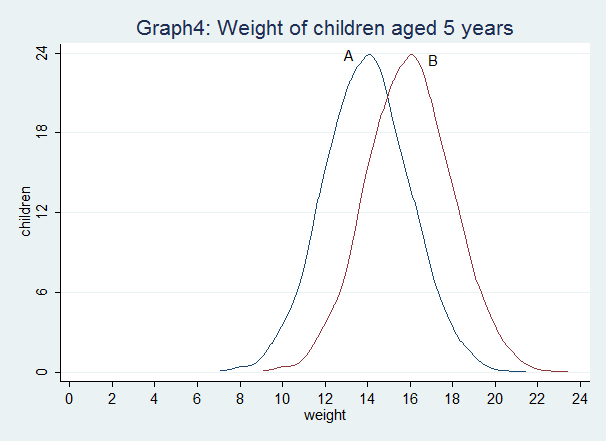 Graph4: Weight of children aged 5 years
A
B
24
18
12
6
0
children
0 2 4 6 8 10 12 14 16 18 20 22 24
weight